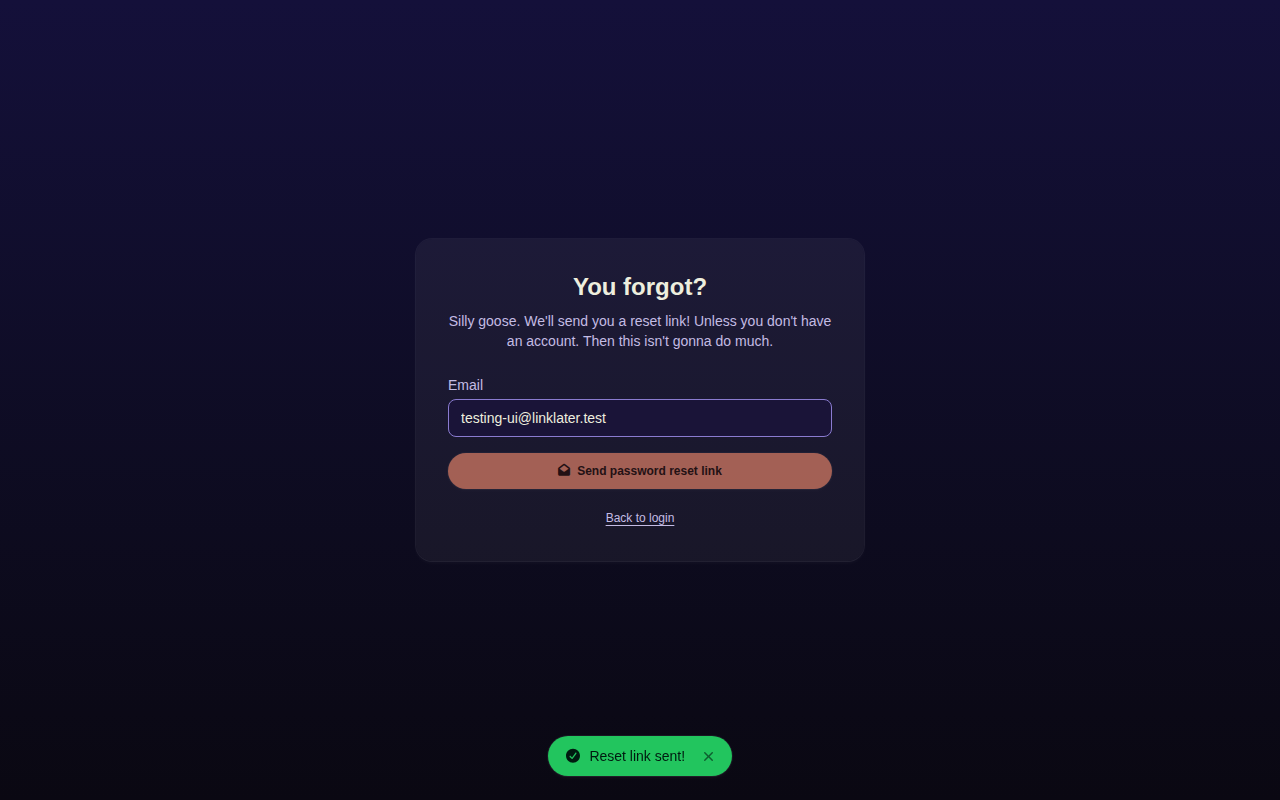 You forgot?
Silly goose. We'll send you a reset link! Unless you don't have
an account. Then this isn't gonna do much.
Email
testing-ui@linklater.test
Send password reset link
Back to login
Reset link sent!